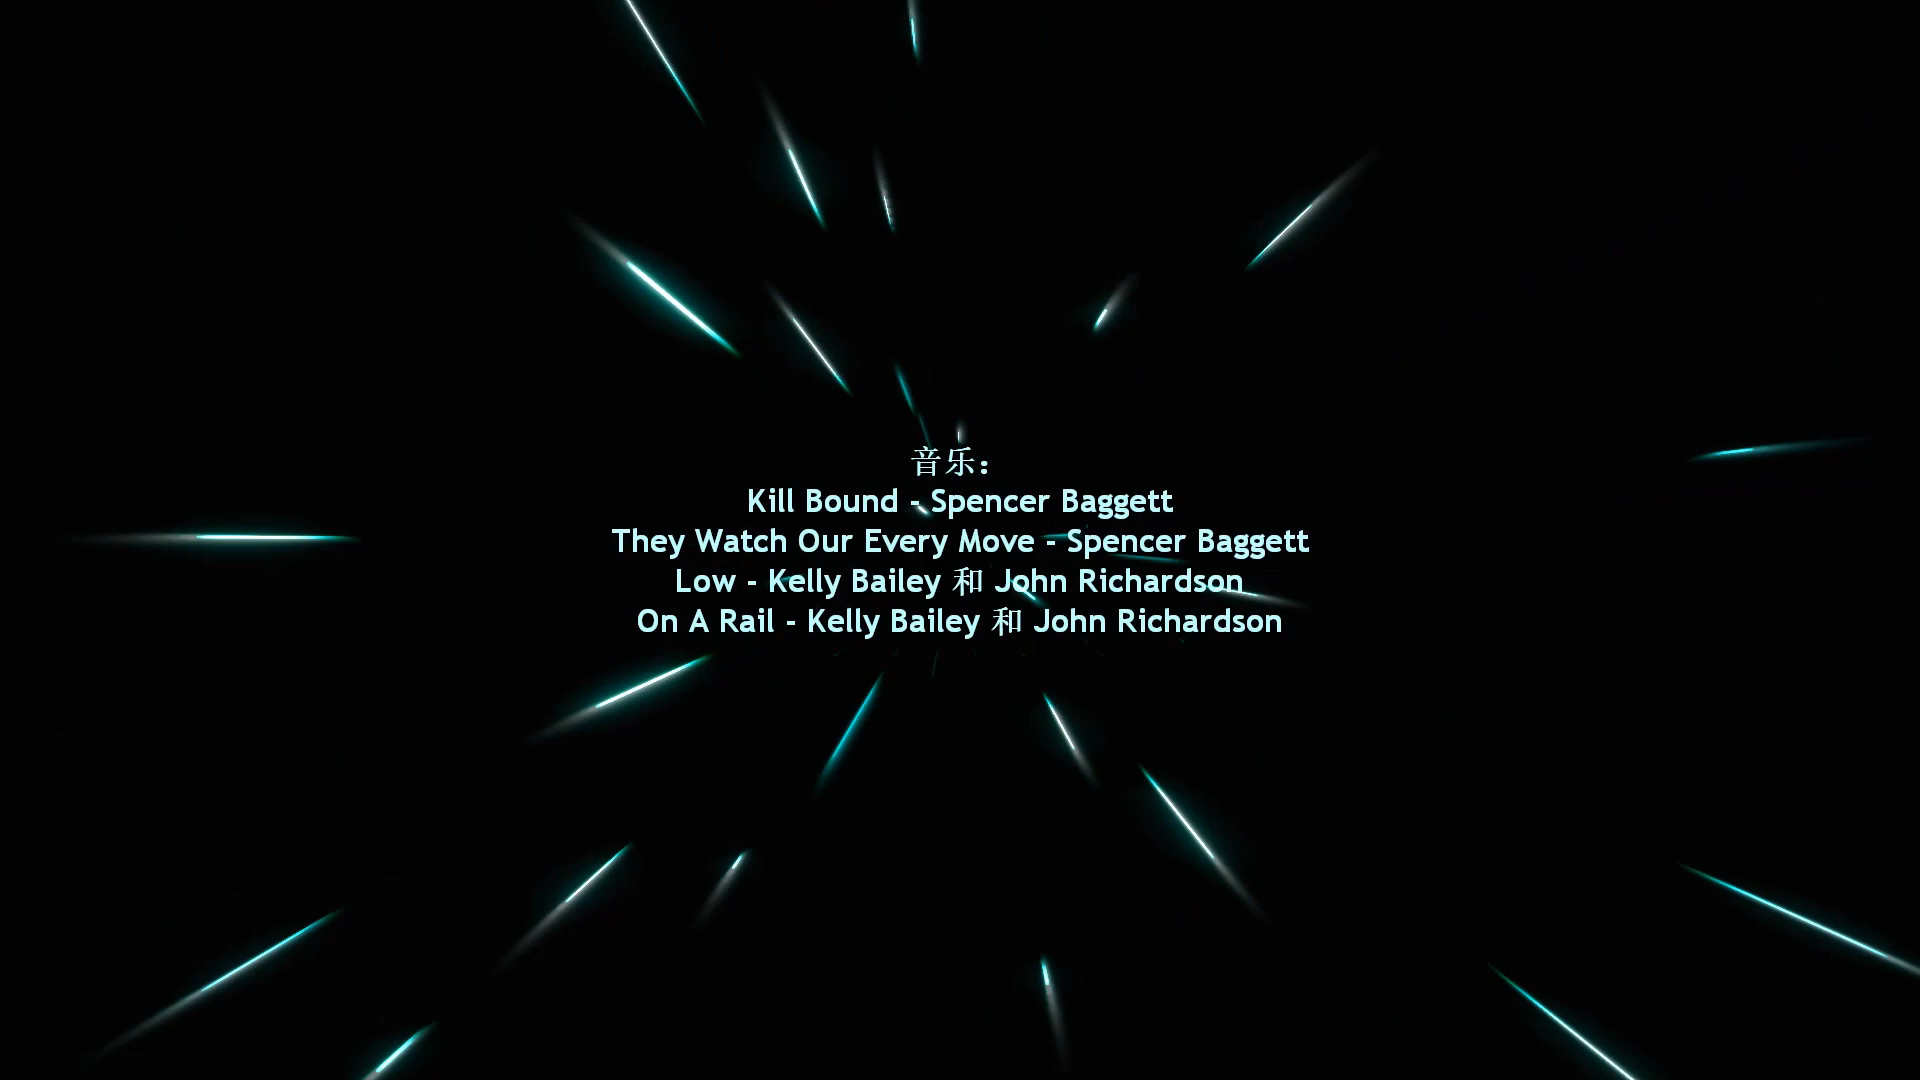 音乐：
Kill Bound - Spencer Baggett
They Watch Our Every Move - Spencer Baggett
Low - Kelly Bailey 和 John Richardson
On A Rail - Kelly Bailey 和 John Richardson